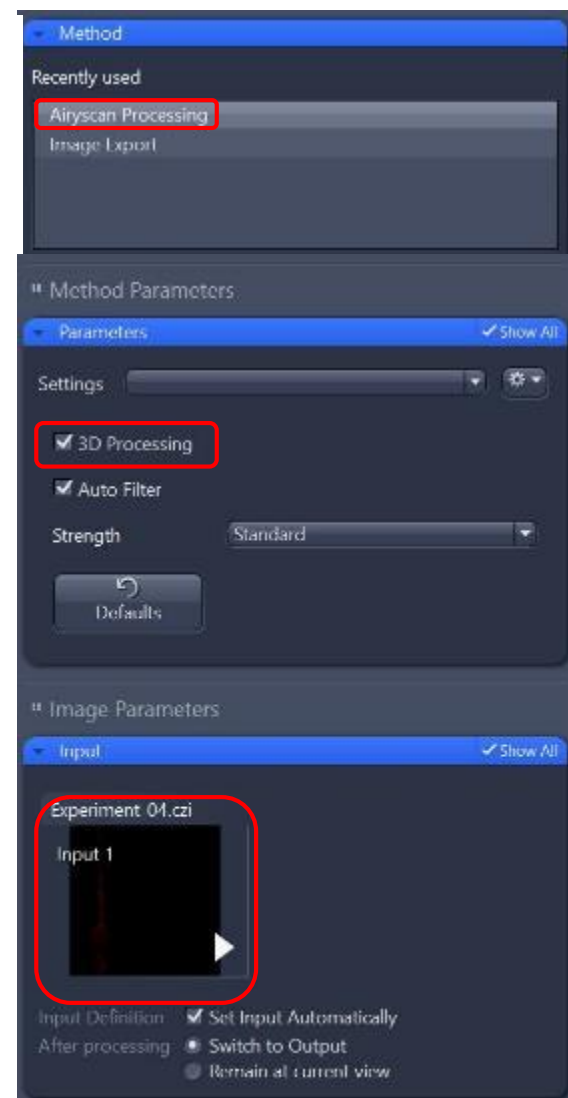 Method
Recently used
Airyscan Processing
Image Export
Method Parameters
Parameters Show All
Settings
3D Processing
Auto Filter
Strength Standard
Defaults
Image Parameters
Input Show All
Experiment 04.czi
Input 1
Input Definition Set Input Automatically
After processing Switch to Output
Remain at current view